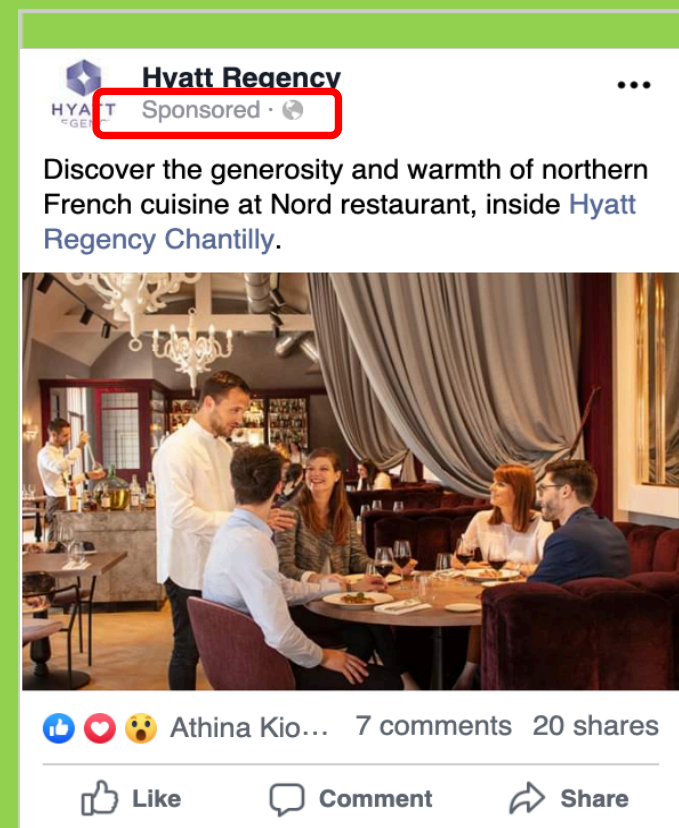 Hyatt Regency
HYATT
Sponsored ·
Discover the generosity and warmth of northern
French cuisine at Nord restaurant, inside Hyatt
Regency Chantilly.
Athina Kio... 7 comments 20 shares
Like Comment Share